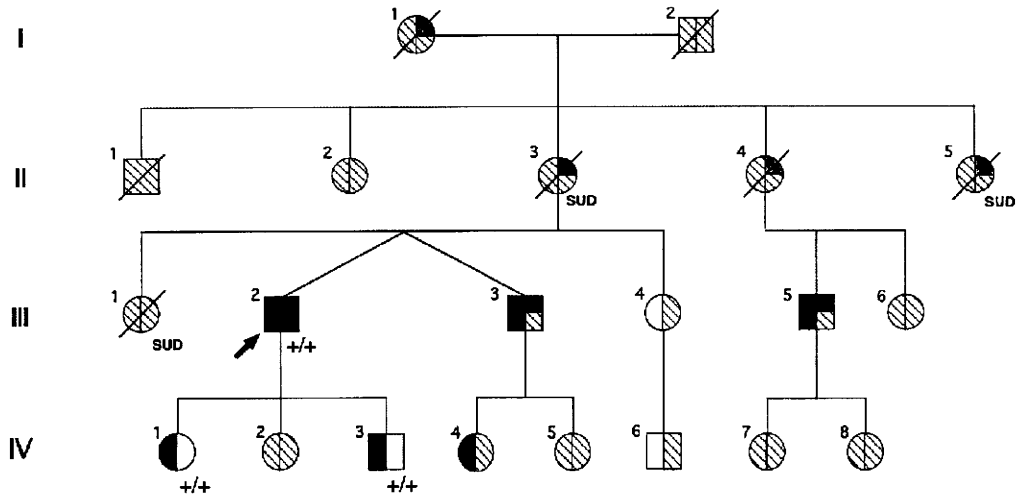 I 1 2
II 1 2 3 4 5
SUD SUD
III 1 2 3 4 5 6
SUD +/+
IV 1 2 3 4 5 6 7 8
+/+ +/+